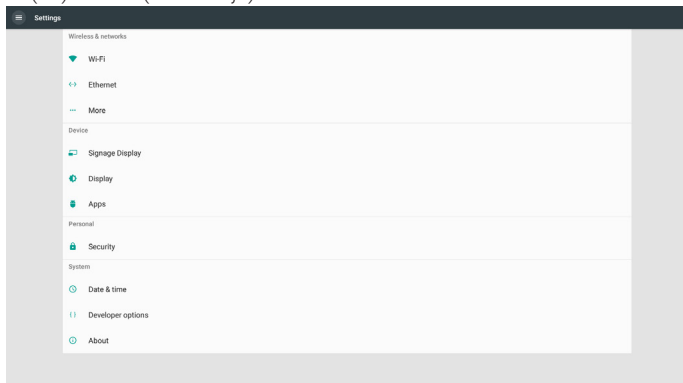 Settings
Wireless & networks
Wi-Fi
Ethernet
More
Device
Signage Display
Display
Apps
Personal
Security
System
Date & time
Developer options
About